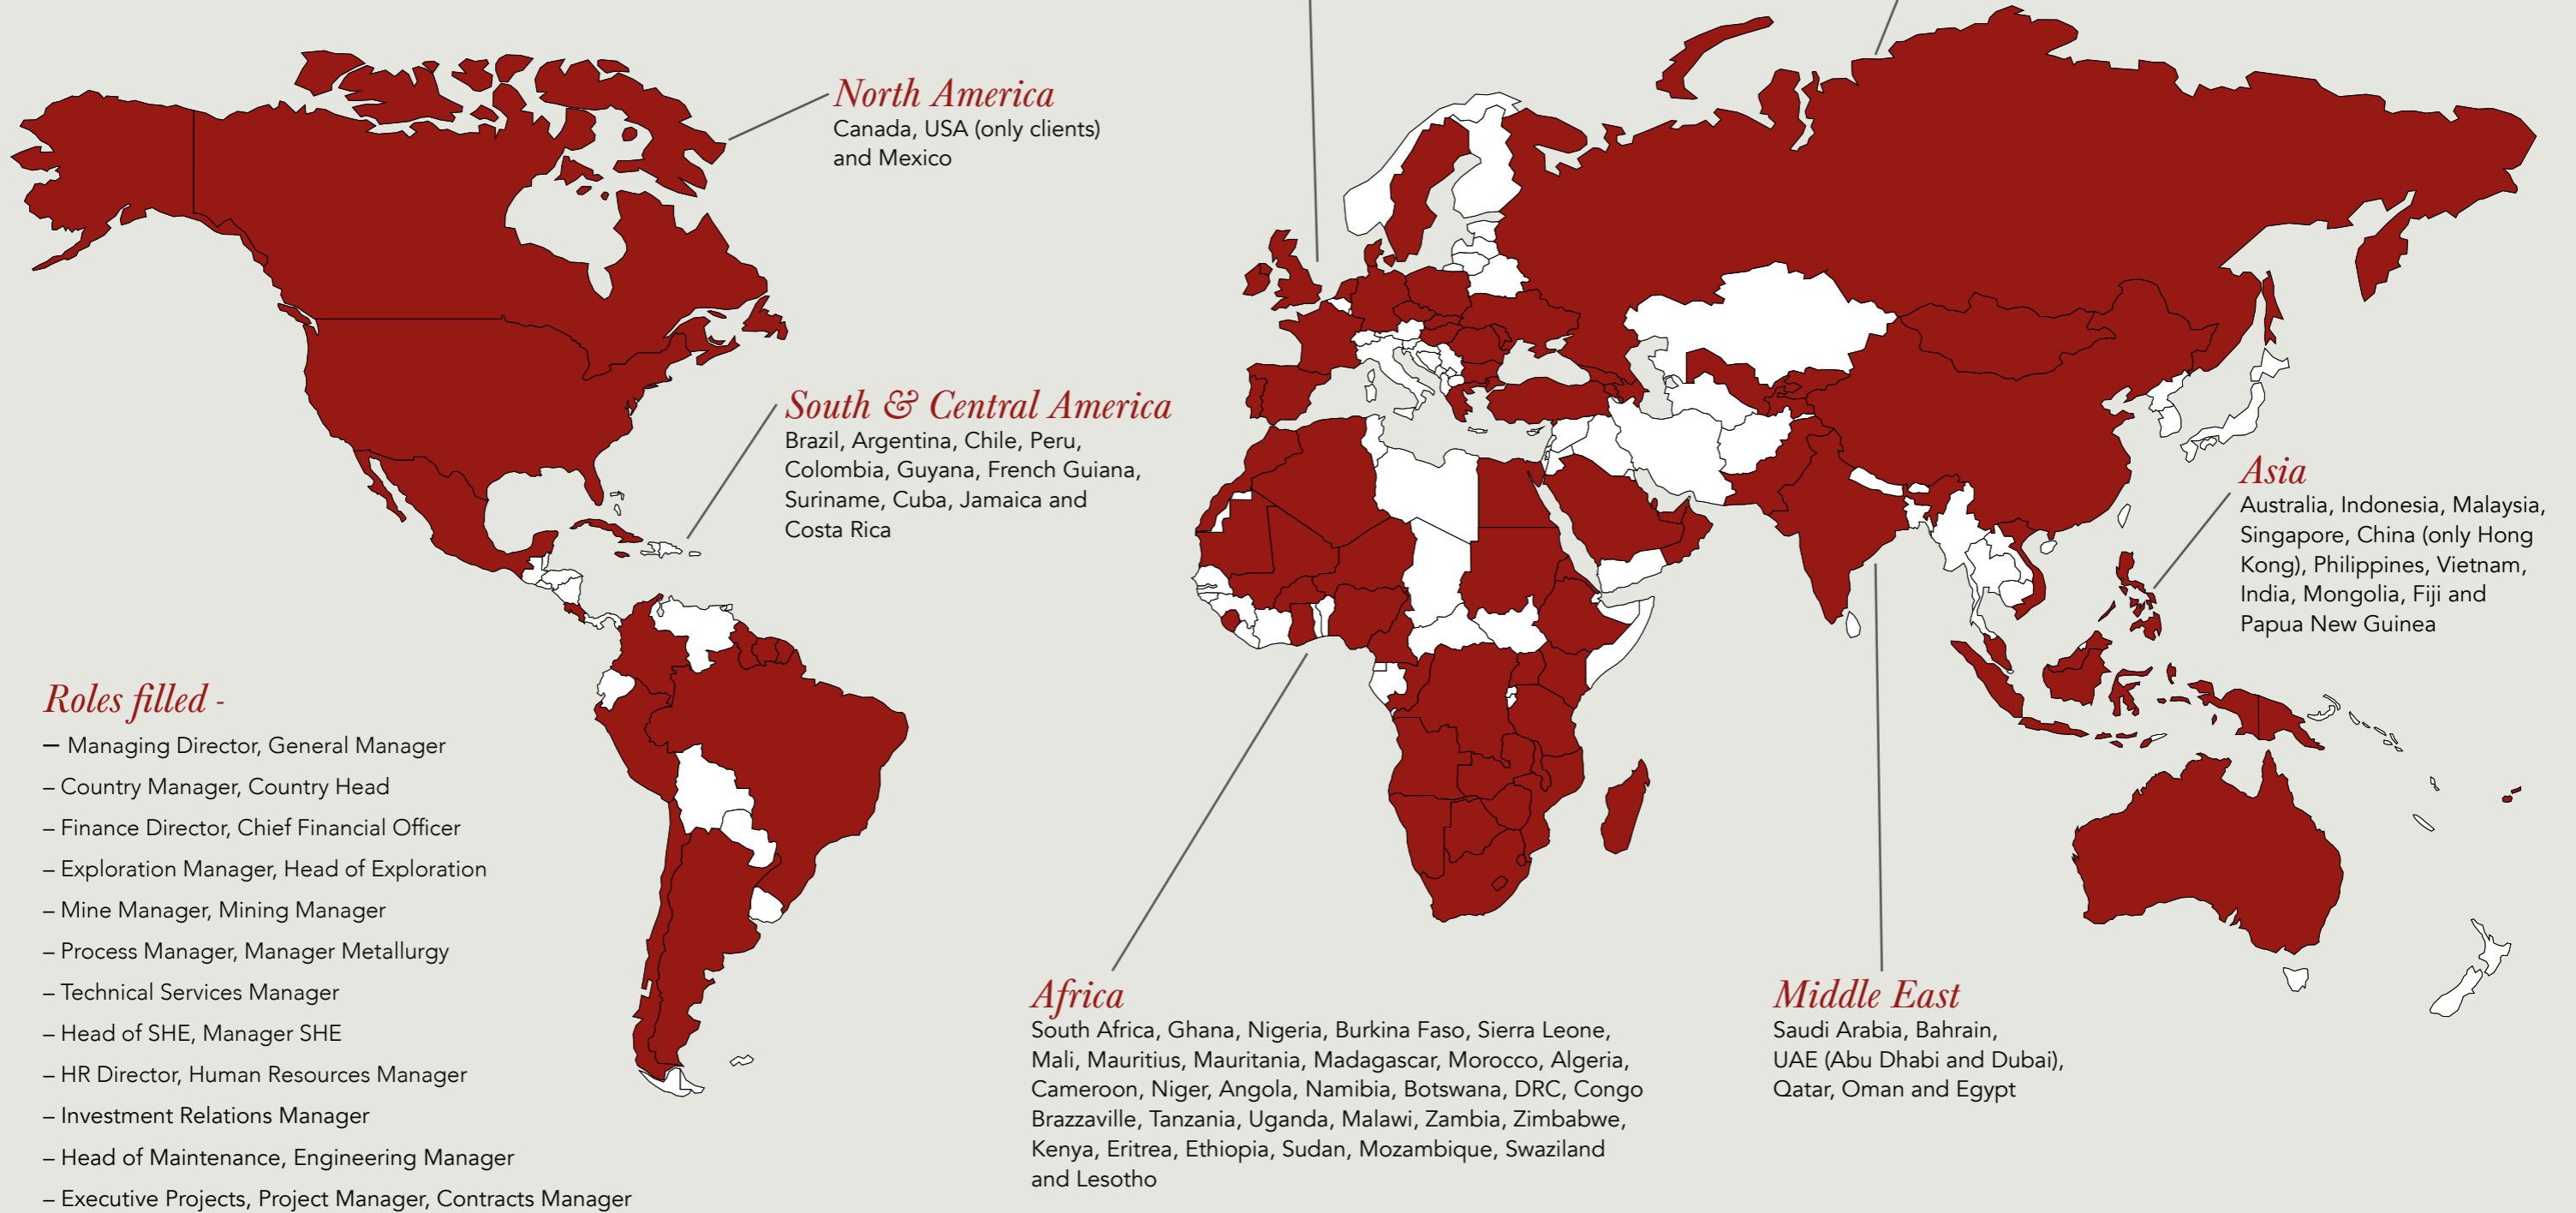 North America
Canada, USA (only clients)
and Mexico
South & Central America
Brazil, Argentina, Chile, Peru,
Colombia, Guyana, French Guiana,
Suriname, Cuba, Jamaica and
Costa Rica
Asia
Australia, Indonesia, Malaysia,
Singapore, China (only Hong
Kong), Philippines, Vietnam,
India, Mongolia, Fiji and
Papua New Guinea
Roles filled -
– Managing Director, General Manager
– Country Manager, Country Head
– Finance Director, Chief Financial Officer
– Exploration Manager, Head of Exploration
– Mine Manager, Mining Manager
– Process Manager, Manager Metallurgy
– Technical Services Manager
– Head of SHE, Manager SHE
– HR Director, Human Resources Manager
– Investment Relations Manager
– Head of Maintenance, Engineering Manager
– Executive Projects, Project Manager, Contracts Manager
Africa
South Africa, Ghana, Nigeria, Burkina Faso, Sierra Leone,
Mali, Mauritius, Mauritania, Madagascar, Morocco, Algeria,
Cameroon, Niger, Angola, Namibia, Botswana, DRC, Congo
Brazzaville, Tanzania, Uganda, Malawi, Zambia, Zimbabwe,
Kenya, Eritrea, Ethiopia, Sudan, Mozambique, Swaziland
and Lesotho
Middle East
Saudi Arabia, Bahrain,
UAE (Abu Dhabi and Dubai),
Qatar, Oman and Egypt